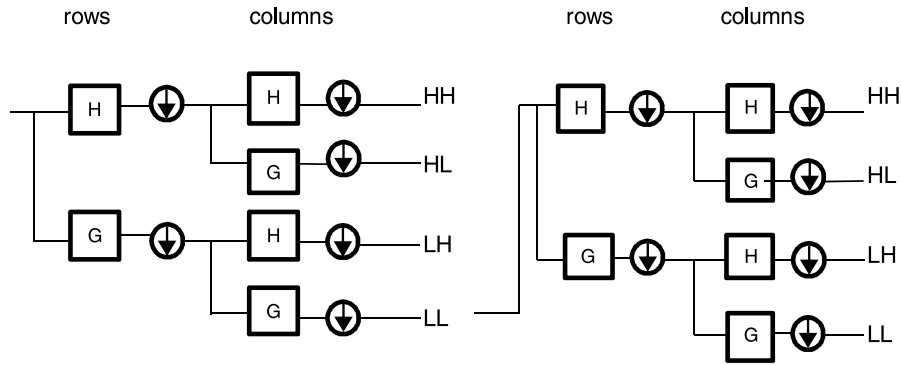 rows columns rows columns
H H HH H H HH
G HL G HL
G H LH G H LH
G LL G LL